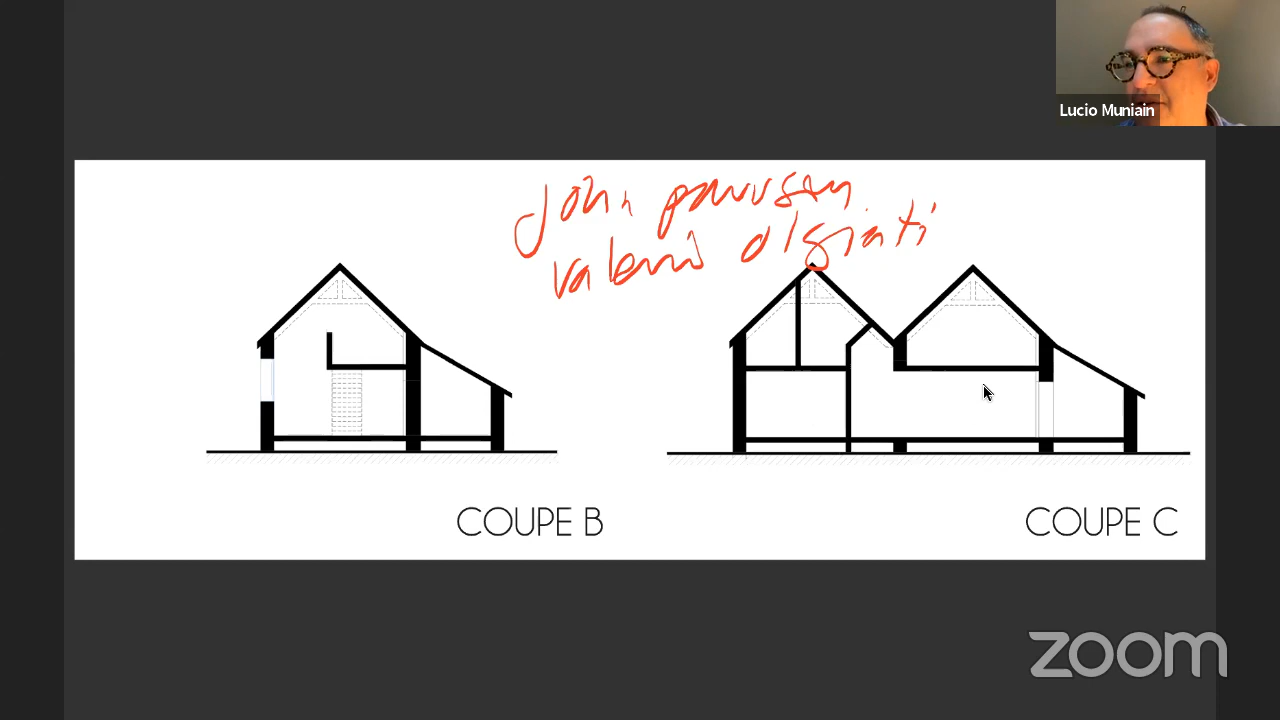 Lucio Muniain
John pawson
valerio olgiati
COUPE B
COUPE C
zoom